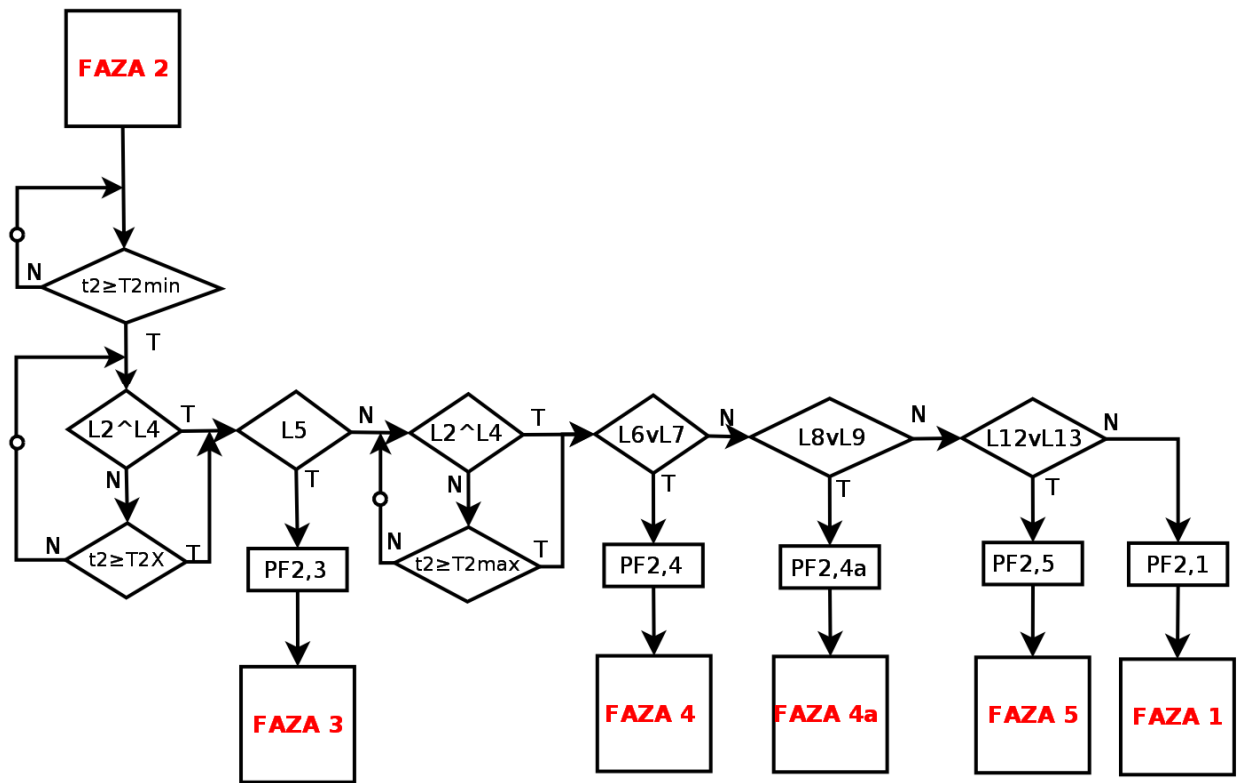 FAZA 2
N
t2≥T2min
T
L2^L4
T
N
N
t2≥T2X
T
L5
N
T
PF2,3
FAZA 3
L2^L4
T
N
N
t2≥T2max
T
L6vL7
N
T
PF2,4
FAZA 4
L8vL9
N
T
PF2,4a
FAZA 4a
L12vL13
N
T
PF2,5
FAZA 5
PF2,1
FAZA 1